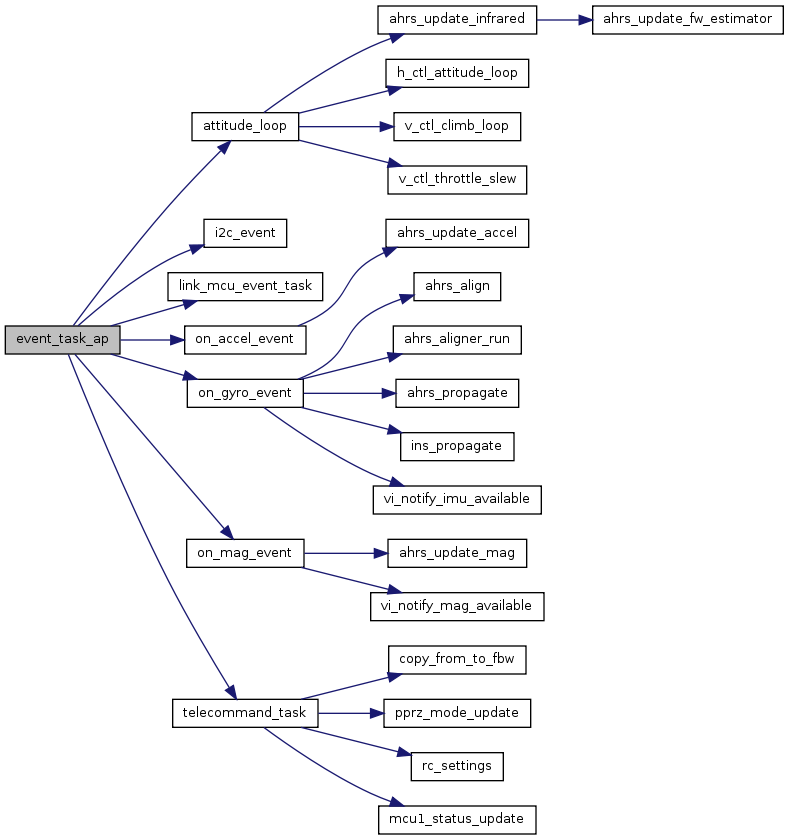 ahrs_update_infrared
ahrs_update_fw_estimator
h_ctl_attitude_loop
attitude_loop
v_ctl_climb_loop
v_ctl_throttle_slew
i2c_event
ahrs_update_accel
link_mcu_event_task
ahrs_align
event_task_ap
on_accel_event
ahrs_aligner_run
on_gyro_event
ahrs_propagate
ins_propagate
vi_notify_imu_available
on_mag_event
ahrs_update_mag
vi_notify_mag_available
copy_from_to_fbw
telecommand_task
pprz_mode_update
rc_settings
mcu1_status_update